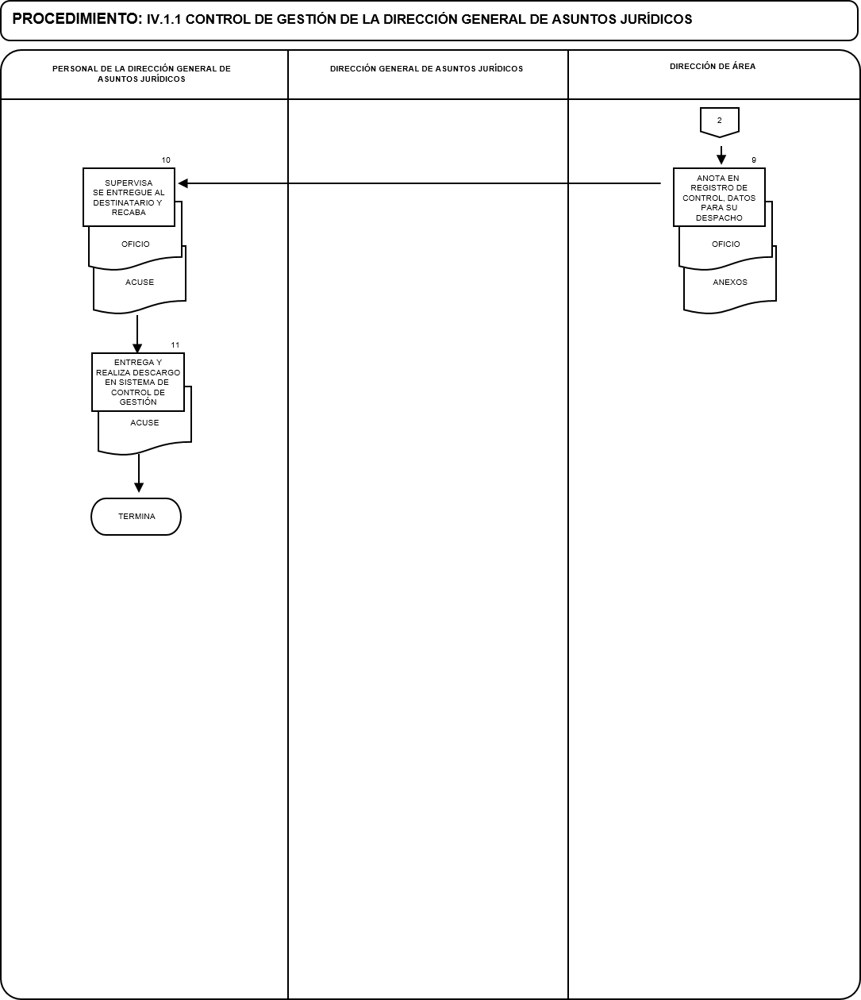 PROCEDIMIENTO: IV.1.1 CONTROL DE GESTIÓN DE LA DIRECCIÓN GENERAL DE ASUNTOS JURÍDICOS
PERSONAL DE LA DIRECCIÓN GENERAL DE
ASUNTOS JURÍDICOS
DIRECCIÓN GENERAL DE ASUNTOS JURÍDICOS
DIRECCIÓN DE ÁREA
2
9
ANOTA EN
REGISTRO DE
CONTROL, DATOS
PARA SU
DESPACHO
OFICIO
ANEXOS
10
SUPERVISA
SE ENTREGUE AL
DESTINATARIO Y
RECABA
OFICIO
ACUSE
11
ENTREGA Y
REALIZA DESCARGO
EN SISTEMA DE
CONTROL DE
GESTIÓN
ACUSE
TERMINA